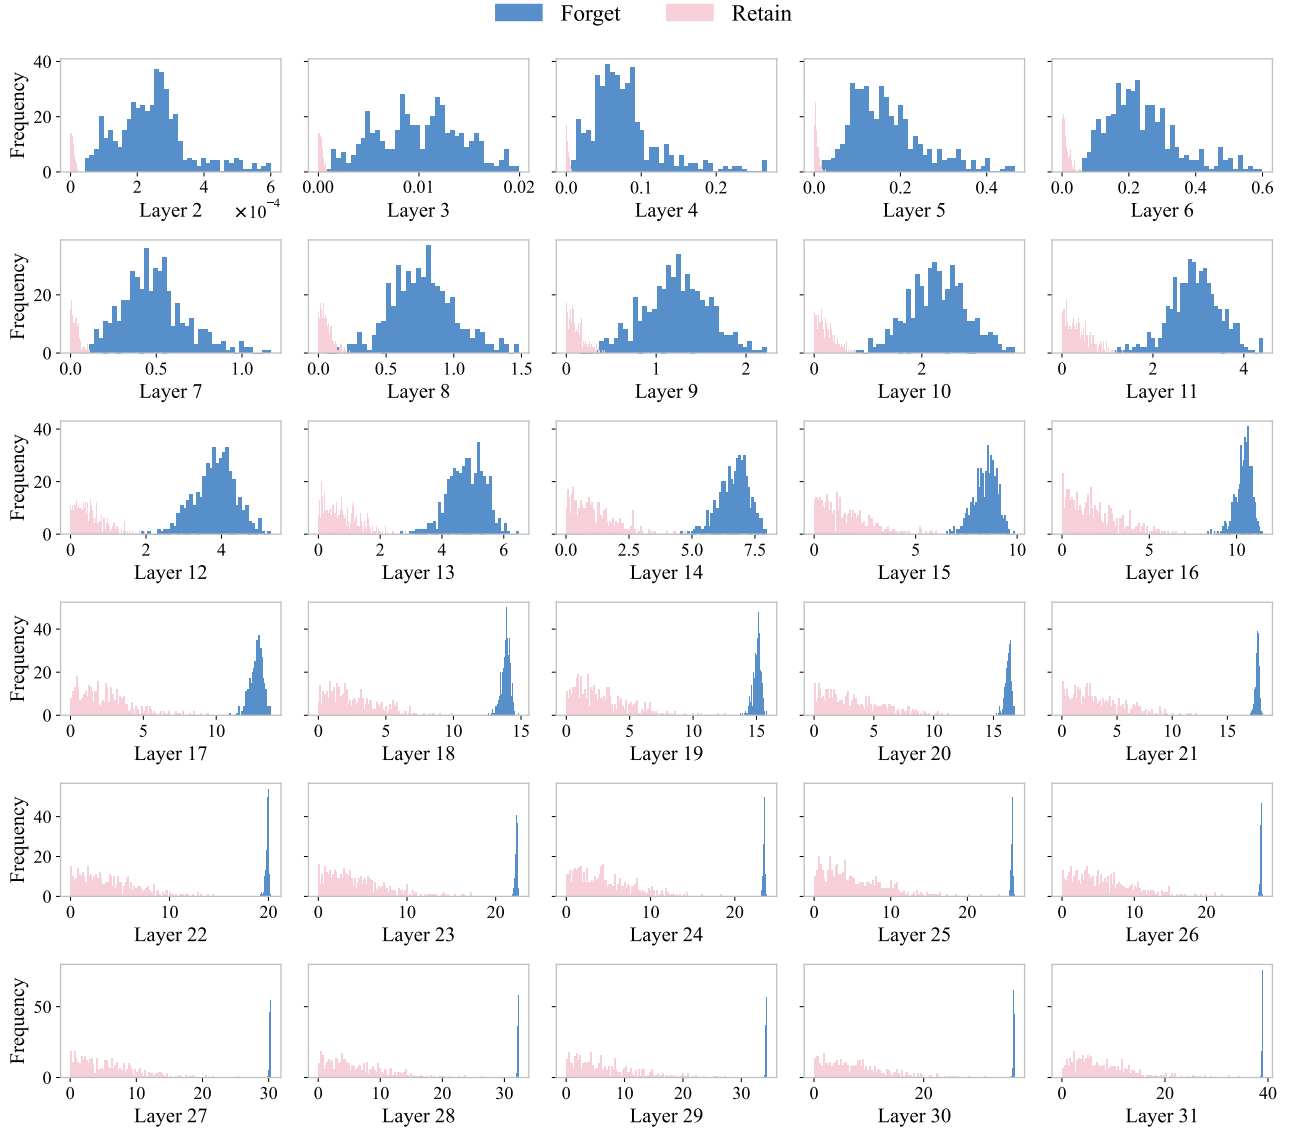 Forget Retain
40
20
0
Frequency
0 2 4 6
×10⁻⁴
Layer 2
0.00 0.01 0.02
Layer 3
0.0 0.1 0.2
Layer 4
0.0 0.2 0.4
Layer 5
0.0 0.2 0.4 0.6
Layer 6
20
0
Frequency
0.0 0.5 1.0
Layer 7
0.0 0.5 1.0 1.5
Layer 8
0 1 2
Layer 9
2
Layer 10
0 2 4
Layer 11
40
20
0
Frequency
0 2 4
Layer 12
0 2 4 6
Layer 13
0.0 2.5 5.0 7.5
Layer 14
0 5 10
Layer 15
0 5 10
Layer 16
40
20
0
Frequency
0 5 10
Layer 17
0 5 10 15
Layer 18
0 5 10 15
Layer 19
0 5 10 15
Layer 20
0 5 10 15
Layer 21
40
20
0
Frequency
0 10 20
Layer 22
0 10 20
Layer 23
0 10 20
Layer 24
0 10 20
Layer 25
0 10 20
Layer 26
50
0
Frequency
0 10 20 30
Layer 27
0 10 20 30
Layer 28
0 10 20 30
Layer 29
0 20
Layer 30
0 20 40
Layer 31